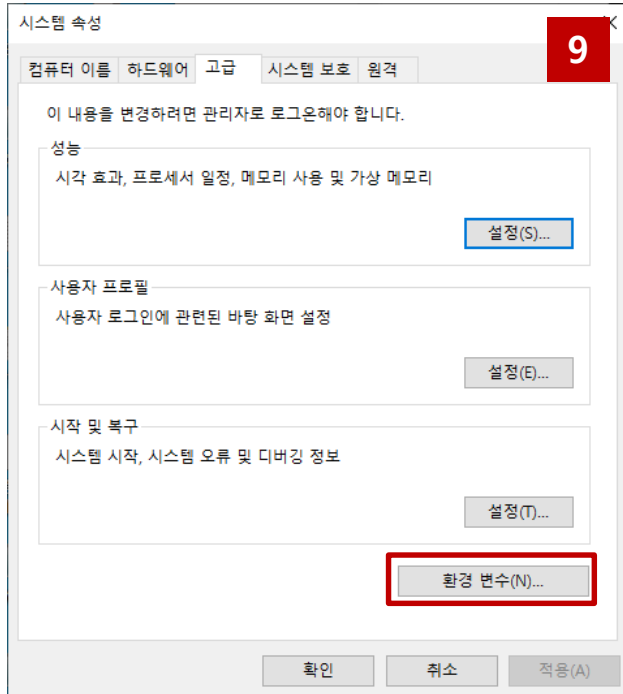 시스템 속성
9
컴퓨터 이름 하드웨어 고급 시스템 보호 원격
이 내용을 변경하려면 관리자로 로그온해야 합니다.
성능
시각 효과, 프로세서 일정, 메모리 사용 및 가상 메모리
설정(S)...
사용자 프로필
사용자 로그인에 관련된 바탕 화면 설정
설정(E)...
시작 및 복구
시스템 시작, 시스템 오류 및 디버깅 정보
설정(T)...
환경 변수(N)...
확인 취소 적용(A)